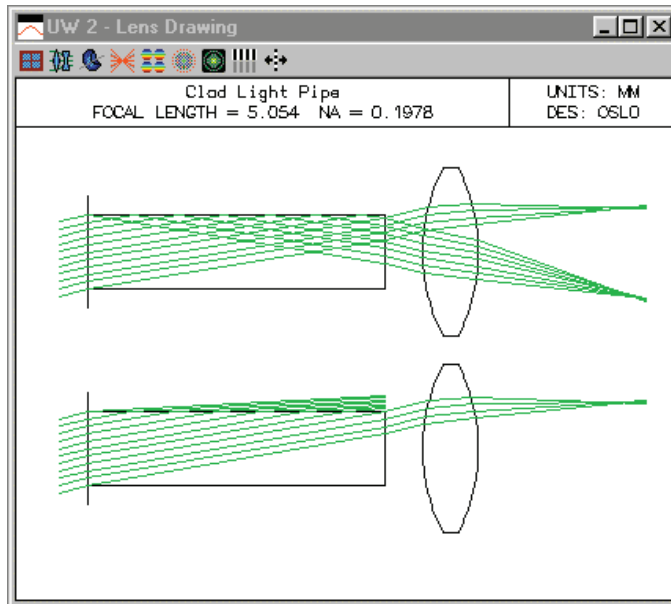 UW 2 - Lens Drawing
Clad Light Pipe
FOCAL LENGTH = 5.054 NA = 0.1978
UNITS: MM
DES: OSLO